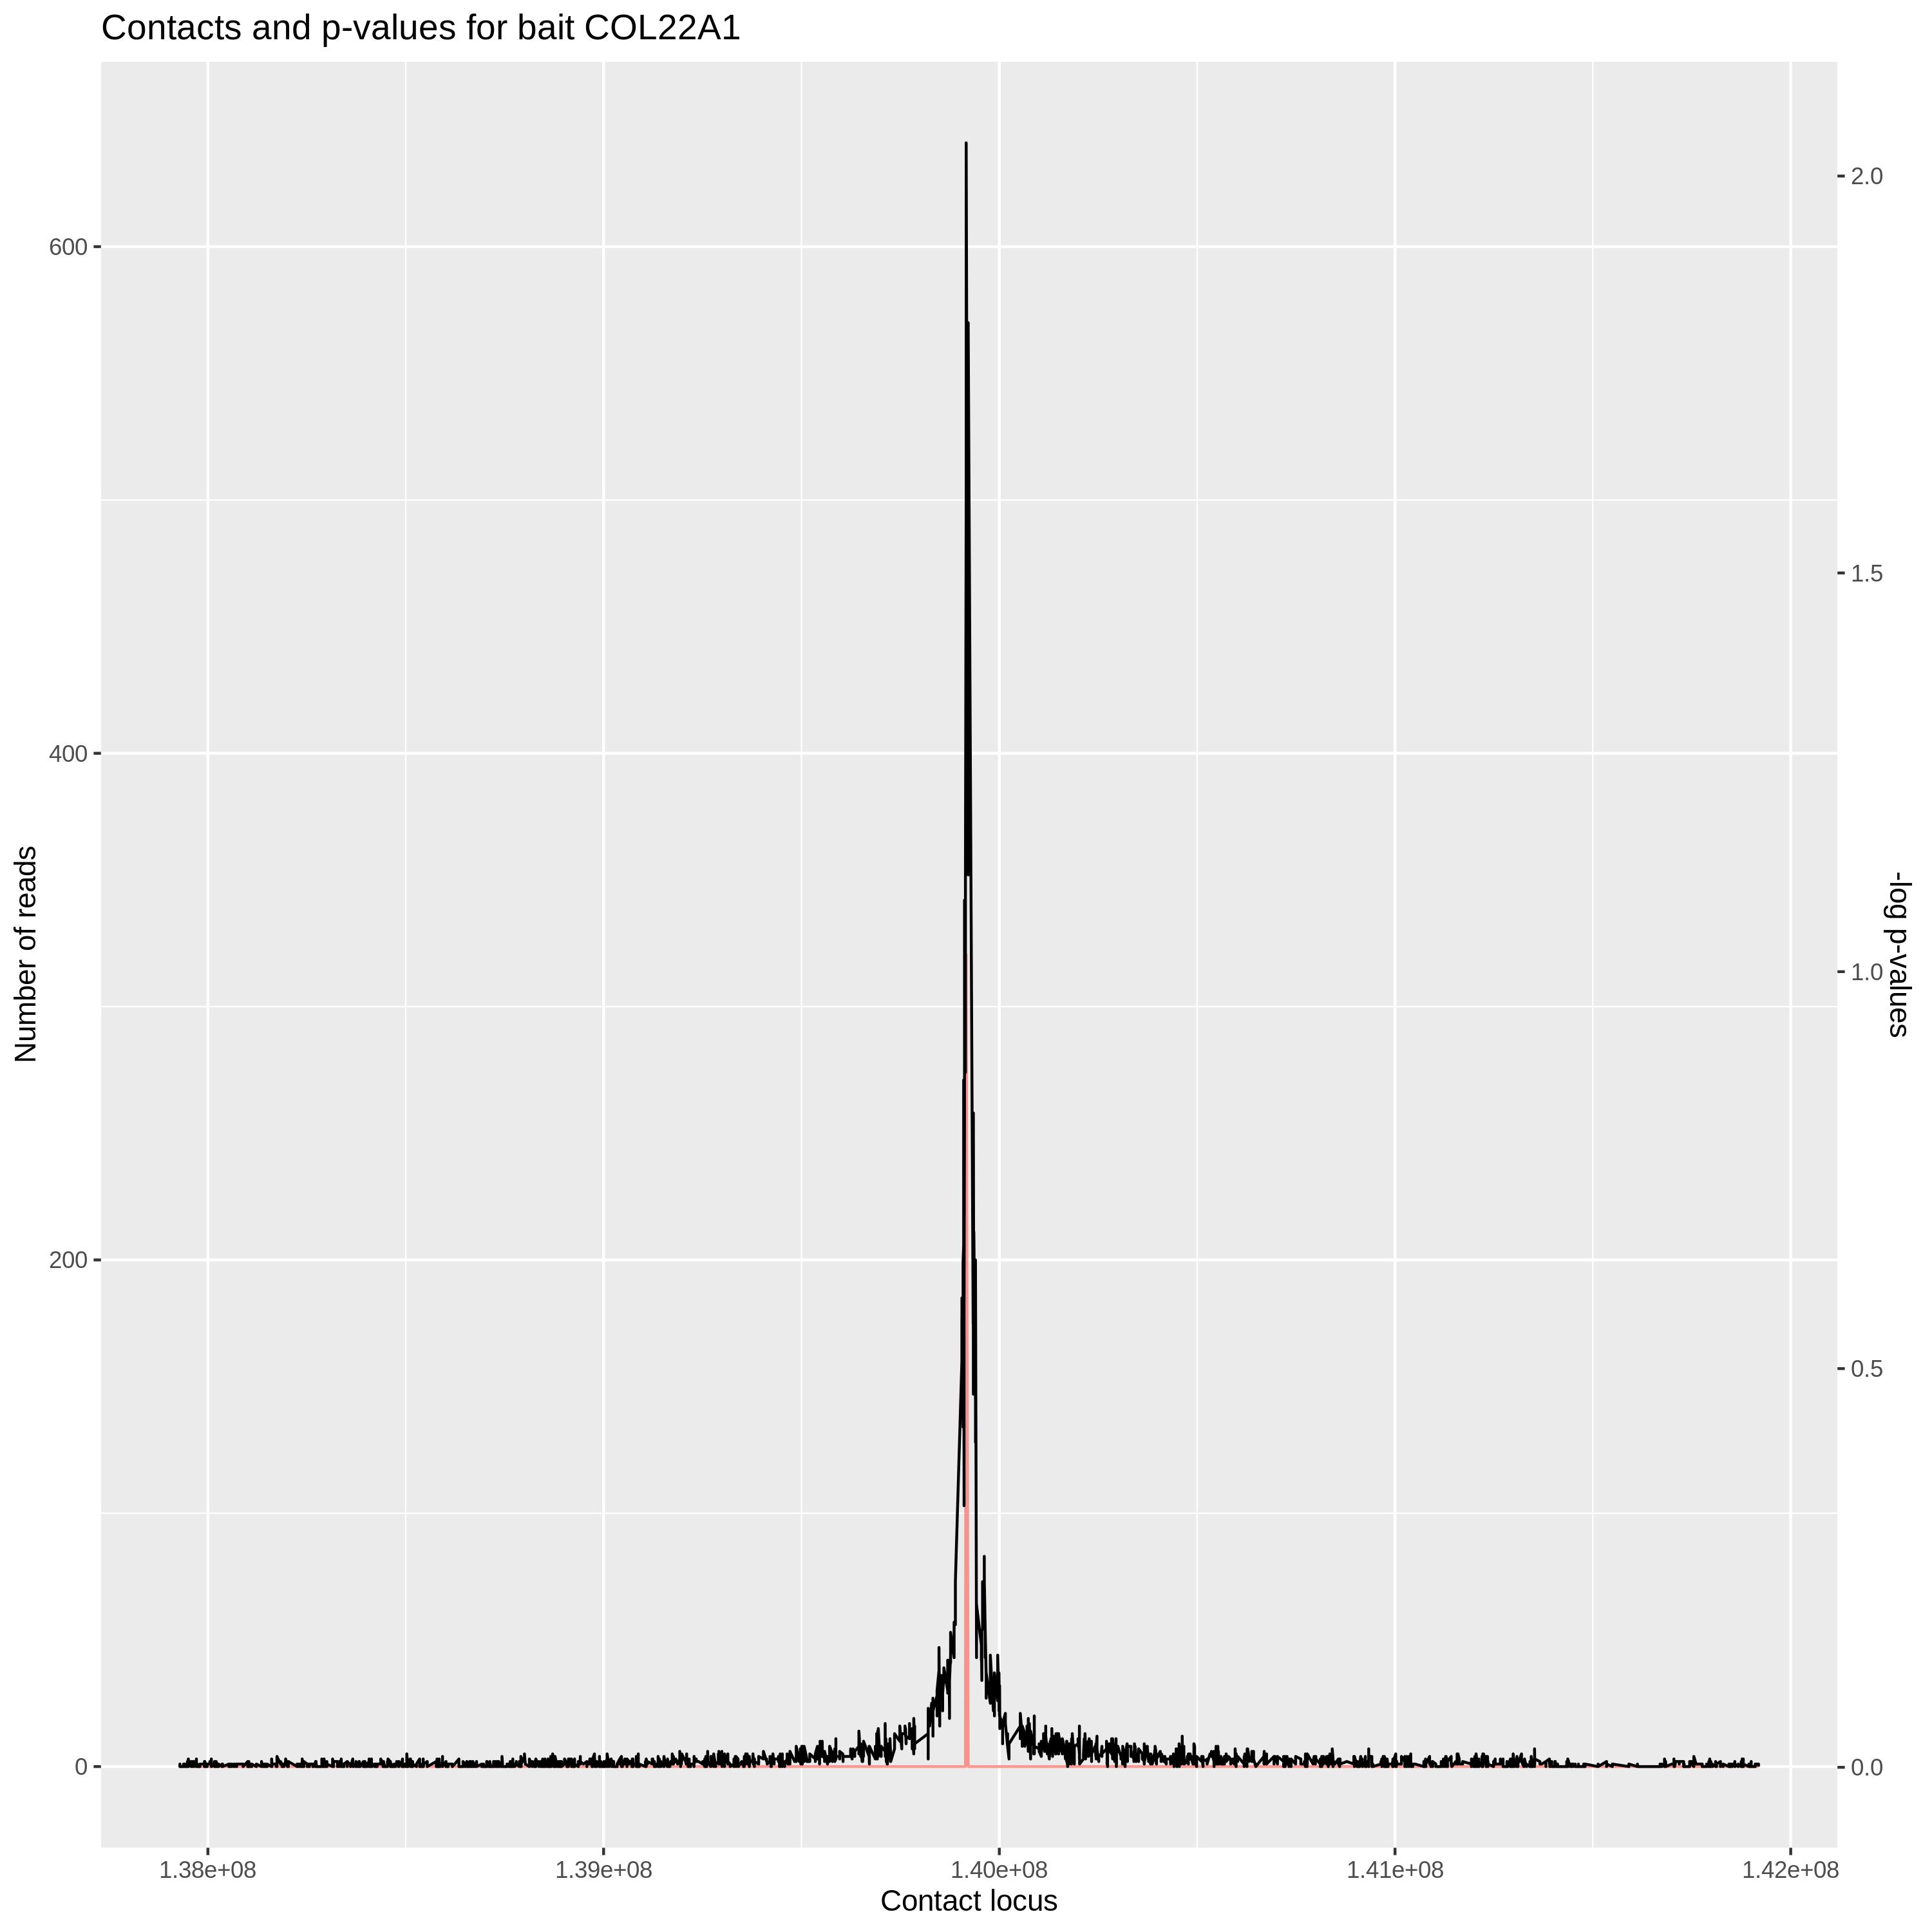 Contacts and p-values for bait COL22A1
600
400
200
0
Number of reads
2.0
1.5
1.0
0.5
0.0
-log p-values
1.38e+08
1.39e+08
1.40e+08
1.41e+08
1.42e+08
Contact locus